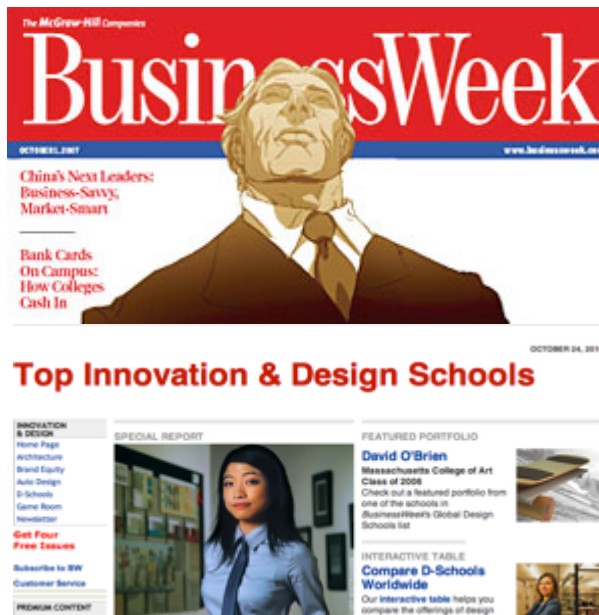 The McGraw-Hill Companies
BusinessWeek
OCTOBER 1, 2007
www.businessweek.com
China's Next Leaders:
Business-Savvy,
Market-Smart
Bank Cards
On Campus:
How Colleges
Cash In
OCTOBER 24, 201
Top Innovation & Design Schools
INNOVATION
& DESIGN
Home Page
Architecture
Brand Equity
Auto Design
D-Schools
Game Room
Newsletter
Get Four
Free Issues
Subscribe to BW
Customer Service
PREMIUM CONTENT
SPECIAL REPORT
FEATURED PORTFOLIO
David O'Brien
Massachusetts College of Art
Class of 2006
Check out a featured portfolio from
one of the schools in
BusinessWeek's Global Design
Schools list
INTERACTIVE TABLE
Compare D-Schools
Worldwide
Our interactive table helps you
compare the offerings of design